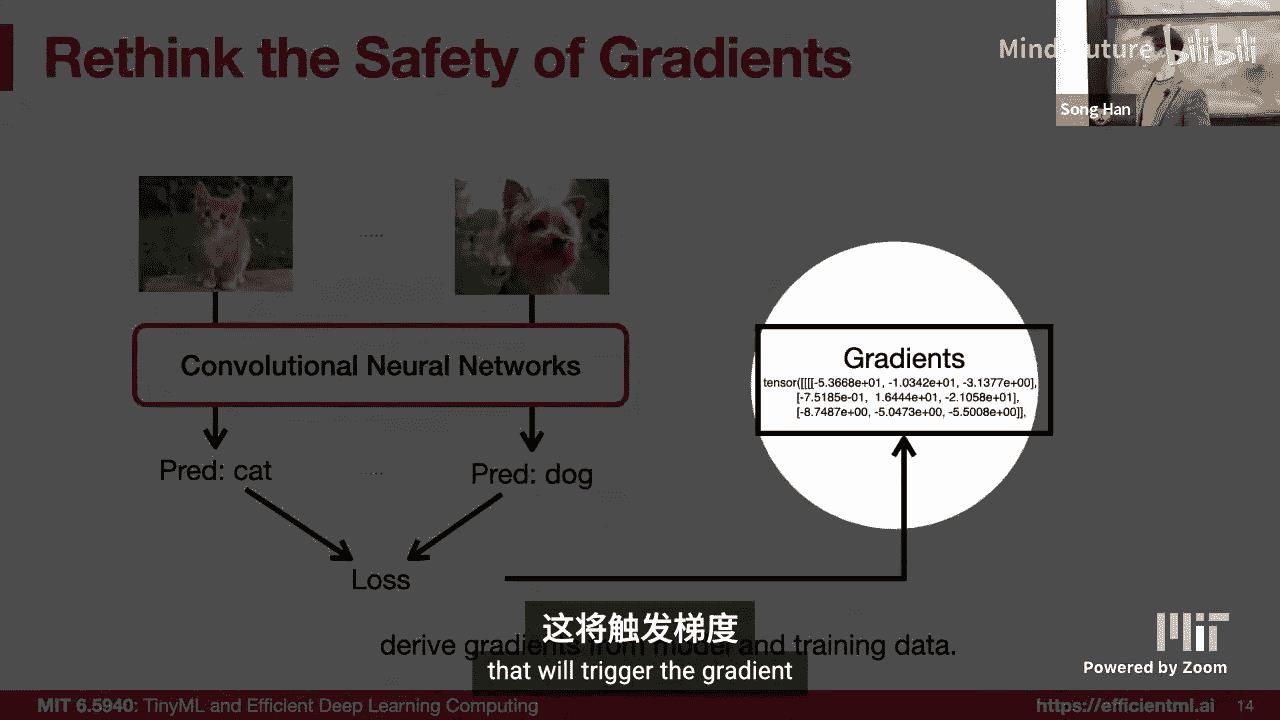 Rethink the Safety of Gradients
bilibili
Song Han
.....
Convolutional Neural Networks
Gradients
tensor([[[[-5.3668e+01, -1.0342e+01, -3.1377e+00],
[-7.5185e-01, 1.6444e+01, -2.1058e+01],
[-8.7487e+00, -5.0473e+00, -5.5008e+00]],
Pred: cat
.....
Pred: dog
Loss
derive gradients from model and training data.
这将触发梯度
that will trigger the gradient
MIT
Powered by Zoom
MIT 6.5940: TinyML and Efficient Deep Learning Computing
https://efficientml.ai
14